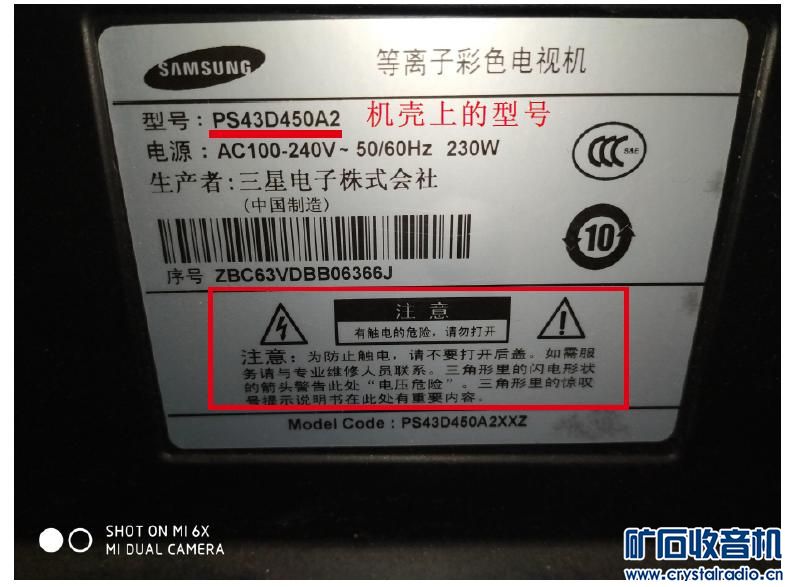 SAMSUNG
等离子彩色电视机
型号：PS43D450A2 机壳上的型号
电源：AC100-240V~ 50/60Hz 230W
生产者：三星电子株式会社
（中国制造）
CCC S&E
10
序号 ZBC63VDBB06366J
注意
有触电的危险，请勿打开
注意：为防止触电，请不要打开后盖。如需服
务请与专业维修人员联系。三角形里的闪电形状
的箭头警告此处“电压危险”。三角形里的惊叹
号提示说明书在此处有重要内容。
Model Code : PS43D450A2XXZ
SHOT ON MI 6X
MI DUAL CAMERA
矿石收音机
www.crystalradio.cn